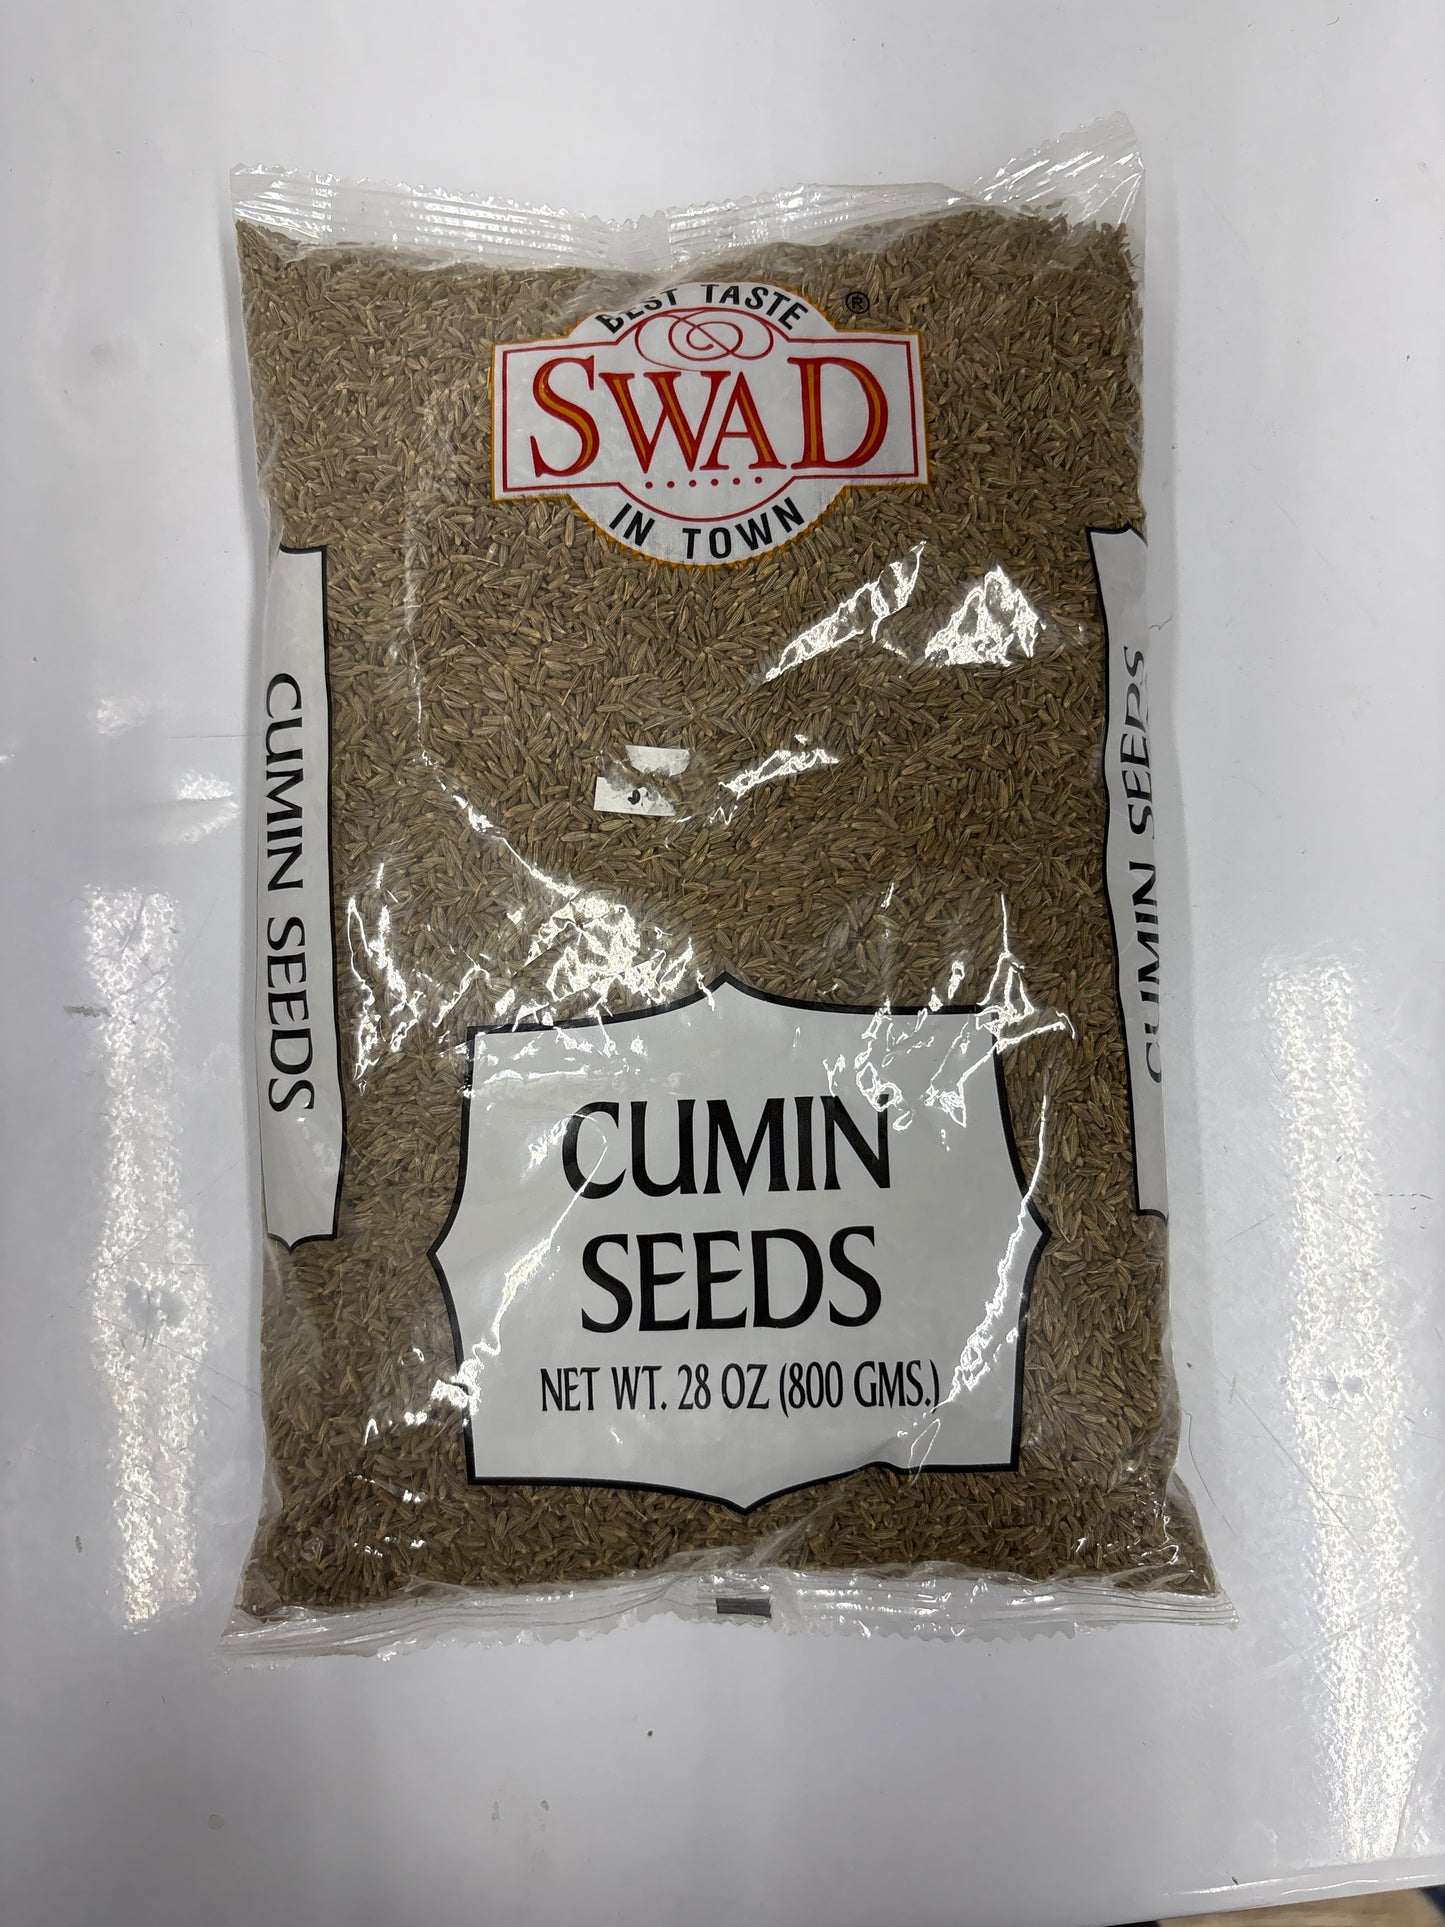 BEST TASTE
®
SWAD
IN TOWN
CUMIN SEEDS
CUMIN SEEDS
CUMIN
SEEDS
NET WT. 28 OZ (800 GMS.)